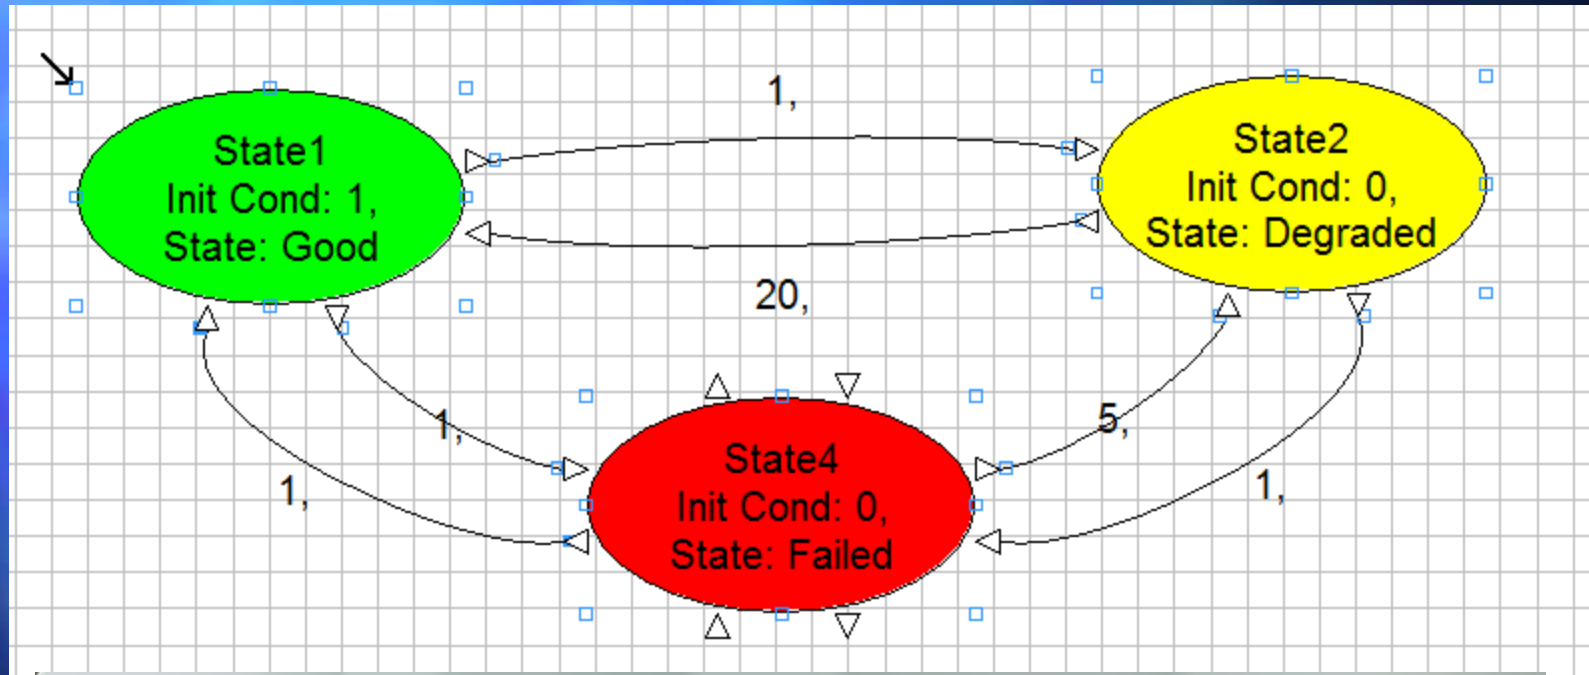 1,
State1
Init Cond: 1,
State: Good
State2
Init Cond: 0,
State: Degraded
20,
1,
5,
1,
1,
State4
Init Cond: 0,
State: Failed